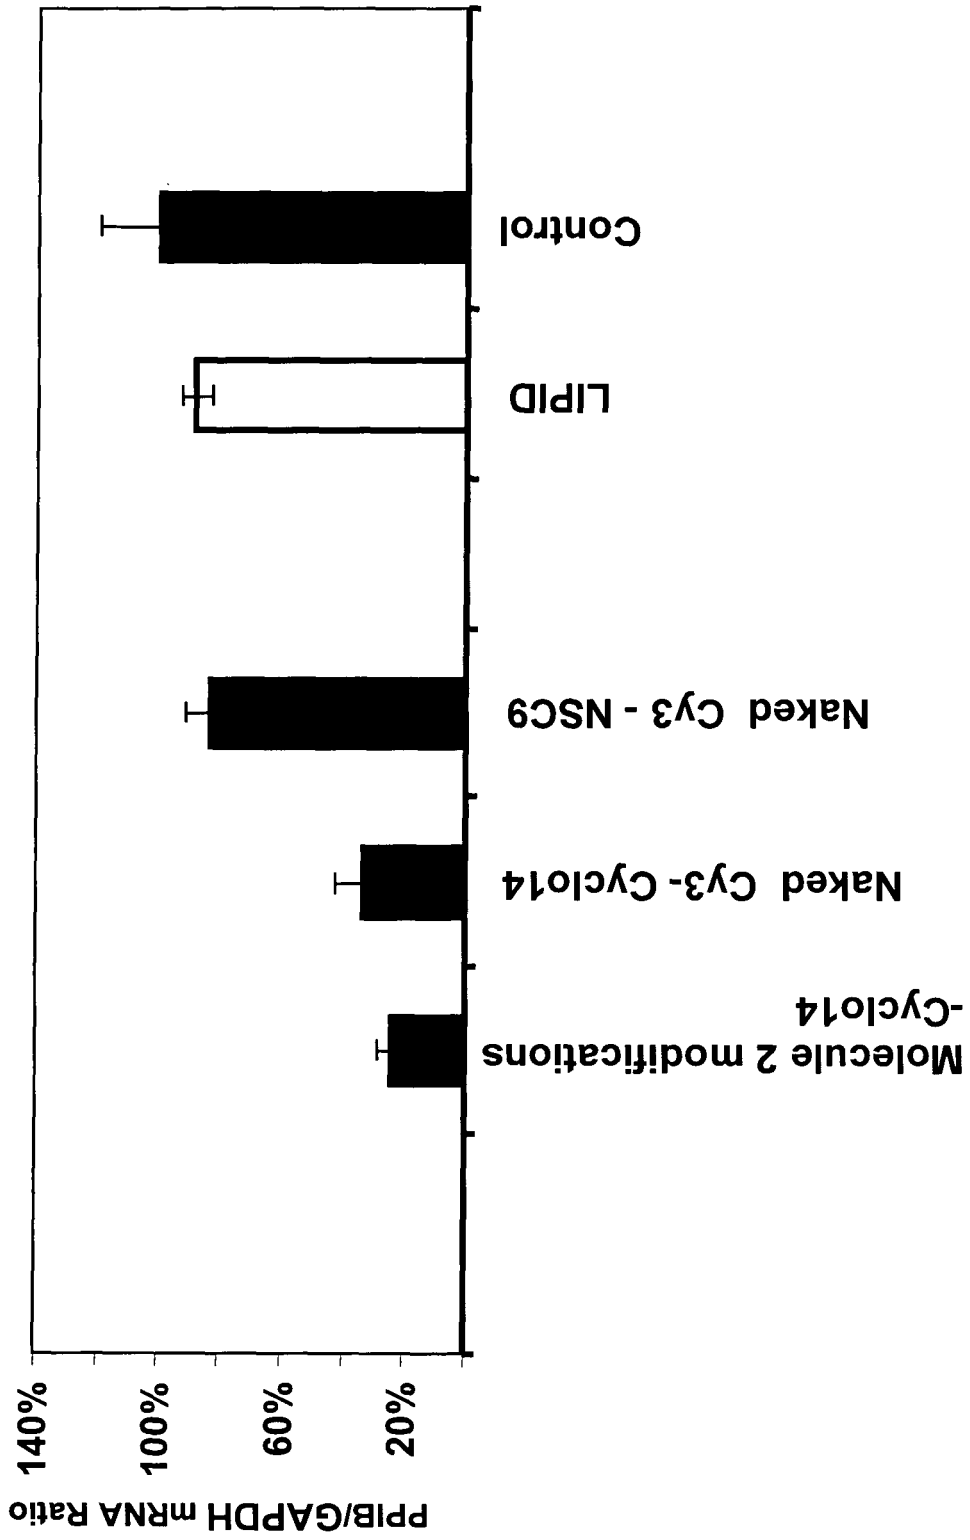 PPIB/GAPDH mRNA Ratio
140%
100%
60%
20%
Molecule 2 modifications
-Cyclo14
Naked Cy3- Cyclo14
Naked Cy3 - NSC9
LIPID
Control